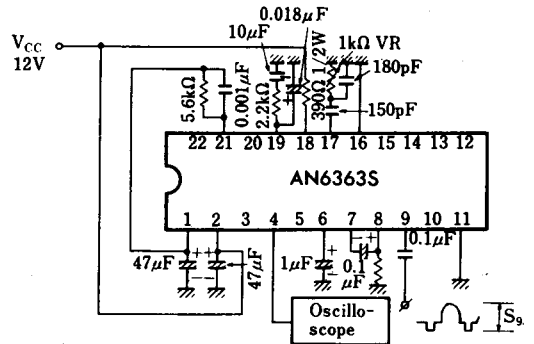 0.018µF
10µF
1kΩ VR
V_CC
12V
5.6kΩ
0.001µF
2.2kΩ
390Ω 1/2W
180pF
150pF
22 21 20 19 18 17 16 15 14 13 12
AN6363S
1 2 3 4 5 6 7 8 9 10 11
47µF
+
+
−
−
47µF
1µF
+
−
− +
0.1
µF
0.1µF
Oscillo-
scope
S9.